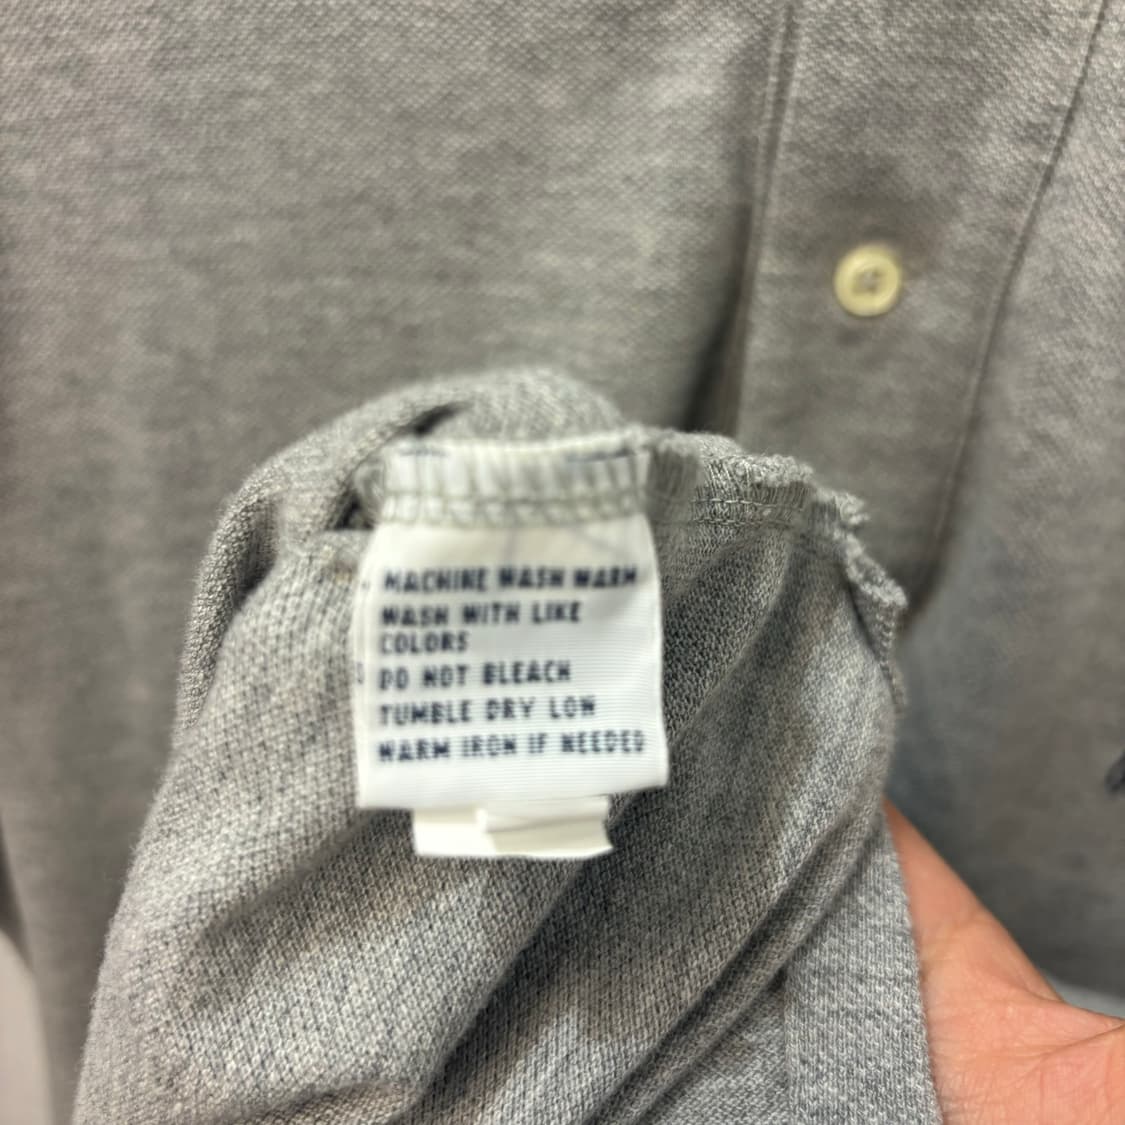 MACHINE WASH WARM
WASH WITH LIKE
COLORS
DO NOT BLEACH
TUMBLE DRY LOW
WARM IRON IF NEEDED